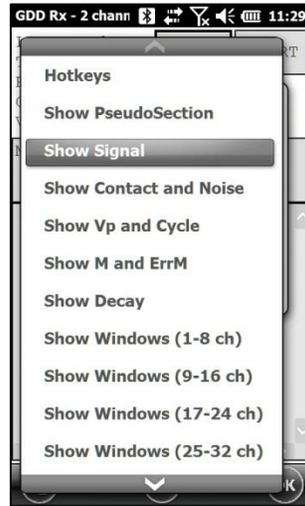 GDD Rx - 2 chann 11:29
Hotkeys
Show PseudoSection
Show Signal
Show Contact and Noise
Show Vp and Cycle
Show M and ErrM
Show Decay
Show Windows (1-8 ch)
Show Windows (9-16 ch)
Show Windows (17-24 ch)
Show Windows (25-32 ch)